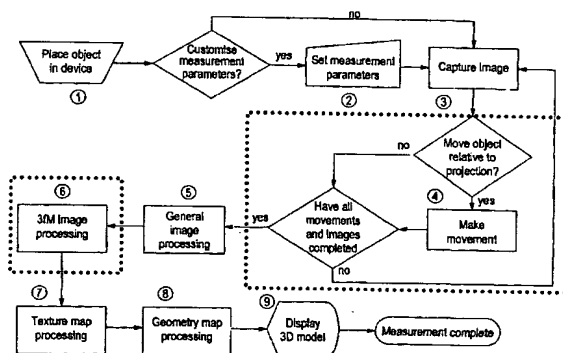 no
Place object
in device
①
Customise
measurement
parameters?
yes
Set measurement
parameters
②
Capture Image
③
Move object
relative to
projection?
no
yes
④
Make
movement
Have all
movements
and images
completed
yes
no
⑤
General
image
processing
⑥
3fM Image
processing
⑦
Texture map
processing
⑧
Geometry map
processing
⑨
Display
3D model
Measurement complete